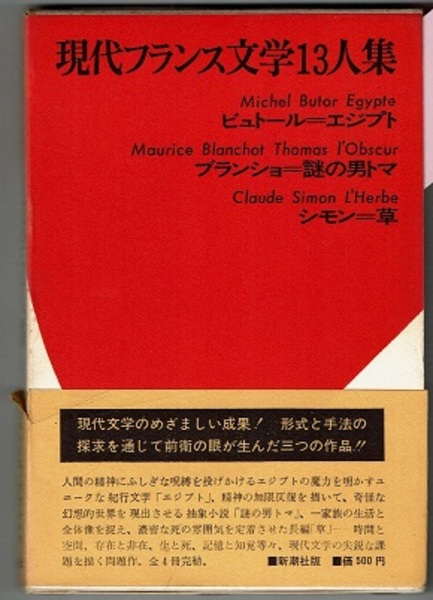 現代フランス文学13人集
Michel Butor Egypte
ビュトール=エジプト
Maurice Blanchot Thomas l'Obscur
ブランショ=謎の男トマ
Claude Simon L'Herbe
シモン=草
現代文学のめざましい成果! 形式と手法の
探求を通じて前衛の眼が生んだ三つの作品!!
人間の精神にふしぎな呪縛を投げかけるエジプトの魔力を明かすユ
ニークな紀行文学「エジプト」、精神の無限反復を描いて、奇怪な
幻想的世界を現出させる抽象小説「謎の男トマ」、一家族の生活と
全体像を捉え、濃密な死の雰囲気を定着させた長編「草」― 時間と
空間、存在と非在、生と死、記憶と知覚等々、現代文学の尖鋭な課
題を描く問題作。全4冊完結。 ■新潮社版 ■価500円